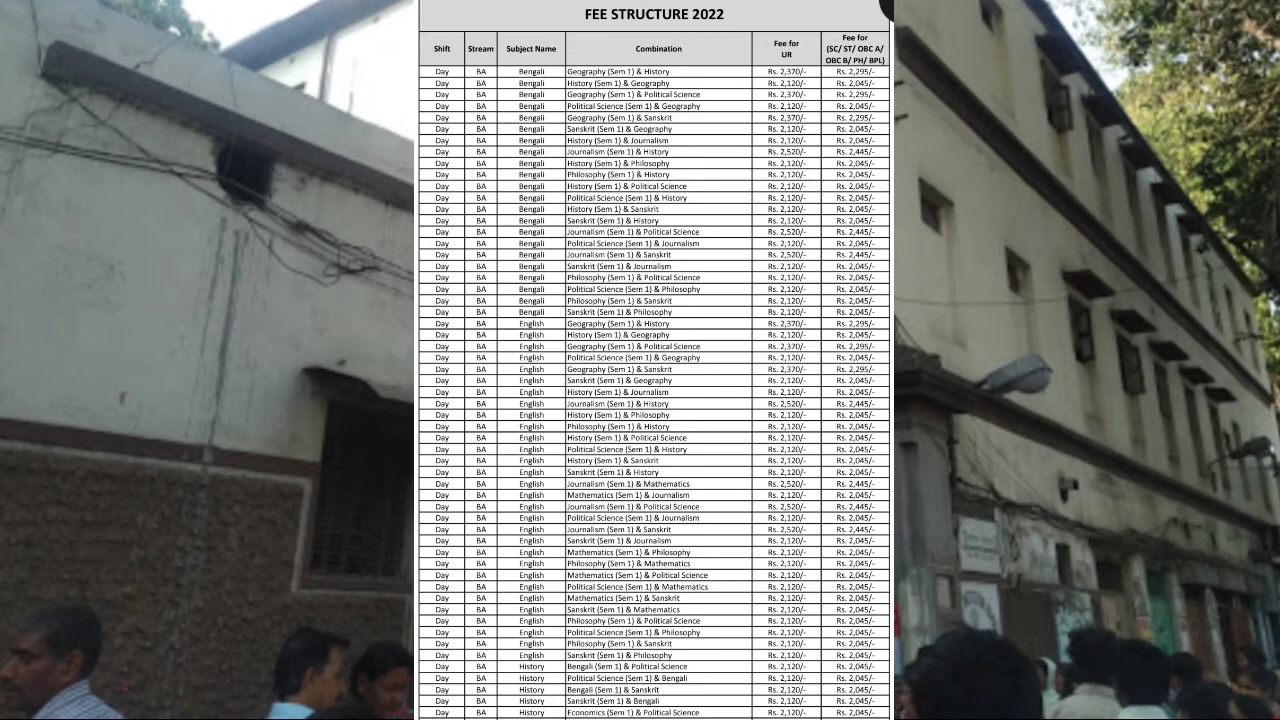 FEE STRUCTURE 2022
Shift Stream Subject Name Combination Fee for UR Fee for (SC/ ST/ OBC A/ OBC B/ PH/ BPL)
Day BA Bengali Geography (Sem 1) & History Rs. 2,370/- Rs. 2,295/-
Day BA Bengali History (Sem 1) & Geography Rs. 2,120/- Rs. 2,045/-
Day BA Bengali Geography (Sem 1) & Political Science Rs. 2,370/- Rs. 2,295/-
Day BA Bengali Political Science (Sem 1) & Geography Rs. 2,120/- Rs. 2,045/-
Day BA Bengali Geography (Sem 1) & Sanskrit Rs. 2,370/- Rs. 2,295/-
Day BA Bengali Sanskrit (Sem 1) & Geography Rs. 2,120/- Rs. 2,045/-
Day BA Bengali History (Sem 1) & Journalism Rs. 2,120/- Rs. 2,045/-
Day BA Bengali Journalism (Sem 1) & History Rs. 2,520/- Rs. 2,445/-
Day BA Bengali History (Sem 1) & Philosophy Rs. 2,120/- Rs. 2,045/-
Day BA Bengali Philosophy (Sem 1) & History Rs. 2,120/- Rs. 2,045/-
Day BA Bengali History (Sem 1) & Political Science Rs. 2,120/- Rs. 2,045/-
Day BA Bengali Political Science (Sem 1) & History Rs. 2,120/- Rs. 2,045/-
Day BA Bengali History (Sem 1) & Sanskrit Rs. 2,120/- Rs. 2,045/-
Day BA Bengali Sanskrit (Sem 1) & History Rs. 2,120/- Rs. 2,045/-
Day BA Bengali Journalism (Sem 1) & Political Science Rs. 2,520/- Rs. 2,445/-
Day BA Bengali Political Science (Sem 1) & Journalism Rs. 2,120/- Rs. 2,045/-
Day BA Bengali Journalism (Sem 1) & Sanskrit Rs. 2,520/- Rs. 2,445/-
Day BA Bengali Sanskrit (Sem 1) & Journalism Rs. 2,120/- Rs. 2,045/-
Day BA Bengali Philosophy (Sem 1) & Political Science Rs. 2,120/- Rs. 2,045/-
Day BA Bengali Political Science (Sem 1) & Philosophy Rs. 2,120/- Rs. 2,045/-
Day BA Bengali Philosophy (Sem 1) & Sanskrit Rs. 2,120/- Rs. 2,045/-
Day BA Bengali Sanskrit (Sem 1) & Philosophy Rs. 2,120/- Rs. 2,045/-
Day BA English Geography (Sem 1) & History Rs. 2,370/- Rs. 2,295/-
Day BA English History (Sem 1) & Geography Rs. 2,120/- Rs. 2,045/-
Day BA English Geography (Sem 1) & Political Science Rs. 2,370/- Rs. 2,295/-
Day BA English Political Science (Sem 1) & Geography Rs. 2,120/- Rs. 2,045/-
Day BA English Geography (Sem 1) & Sanskrit Rs. 2,370/- Rs. 2,295/-
Day BA English Sanskrit (Sem 1) & Geography Rs. 2,120/- Rs. 2,045/-
Day BA English History (Sem 1) & Journalism Rs. 2,120/- Rs. 2,045/-
Day BA English Journalism (Sem 1) & History Rs. 2,520/- Rs. 2,445/-
Day BA English History (Sem 1) & Philosophy Rs. 2,120/- Rs. 2,045/-
Day BA English Philosophy (Sem 1) & History Rs. 2,120/- Rs. 2,045/-
Day BA English History (Sem 1) & Political Science Rs. 2,120/- Rs. 2,045/-
Day BA English Political Science (Sem 1) & History Rs. 2,120/- Rs. 2,045/-
Day BA English History (Sem 1) & Sanskrit Rs. 2,120/- Rs. 2,045/-
Day BA English Sanskrit (Sem 1) & History Rs. 2,120/- Rs. 2,045/-
Day BA English Journalism (Sem 1) & Mathematics Rs. 2,520/- Rs. 2,445/-
Day BA English Mathematics (Sem 1) & Journalism Rs. 2,120/- Rs. 2,045/-
Day BA English Journalism (Sem 1) & Political Science Rs. 2,520/- Rs. 2,445/-
Day BA English Political Science (Sem 1) & Journalism Rs. 2,120/- Rs. 2,045/-
Day BA English Journalism (Sem 1) & Sanskrit Rs. 2,520/- Rs. 2,445/-
Day BA English Sanskrit (Sem 1) & Journalism Rs. 2,120/- Rs. 2,045/-
Day BA English Mathematics (Sem 1) & Philosophy Rs. 2,120/- Rs. 2,045/-
Day BA English Philosophy (Sem 1) & Mathematics Rs. 2,120/- Rs. 2,045/-
Day BA English Mathematics (Sem 1) & Political Science Rs. 2,120/- Rs. 2,045/-
Day BA English Political Science (Sem 1) & Mathematics Rs. 2,120/- Rs. 2,045/-
Day BA English Mathematics (Sem 1) & Sanskrit Rs. 2,120/- Rs. 2,045/-
Day BA English Sanskrit (Sem 1) & Mathematics Rs. 2,120/- Rs. 2,045/-
Day BA English Philosophy (Sem 1) & Political Science Rs. 2,120/- Rs. 2,045/-
Day BA English Political Science (Sem 1) & Philosophy Rs. 2,120/- Rs. 2,045/-
Day BA English Philosophy (Sem 1) & Sanskrit Rs. 2,120/- Rs. 2,045/-
Day BA English Sanskrit (Sem 1) & Philosophy Rs. 2,120/- Rs. 2,045/-
Day BA History Bengali (Sem 1) & Political Science Rs. 2,120/- Rs. 2,045/-
Day BA History Political Science (Sem 1) & Bengali Rs. 2,120/- Rs. 2,045/-
Day BA History Bengali (Sem 1) & Sanskrit Rs. 2,120/- Rs. 2,045/-
Day BA History Sanskrit (Sem 1) & Bengali Rs. 2,120/- Rs. 2,045/-
Day BA History Economics (Sem 1) & Political Science Rs. 2,120/- Rs. 2,045/-